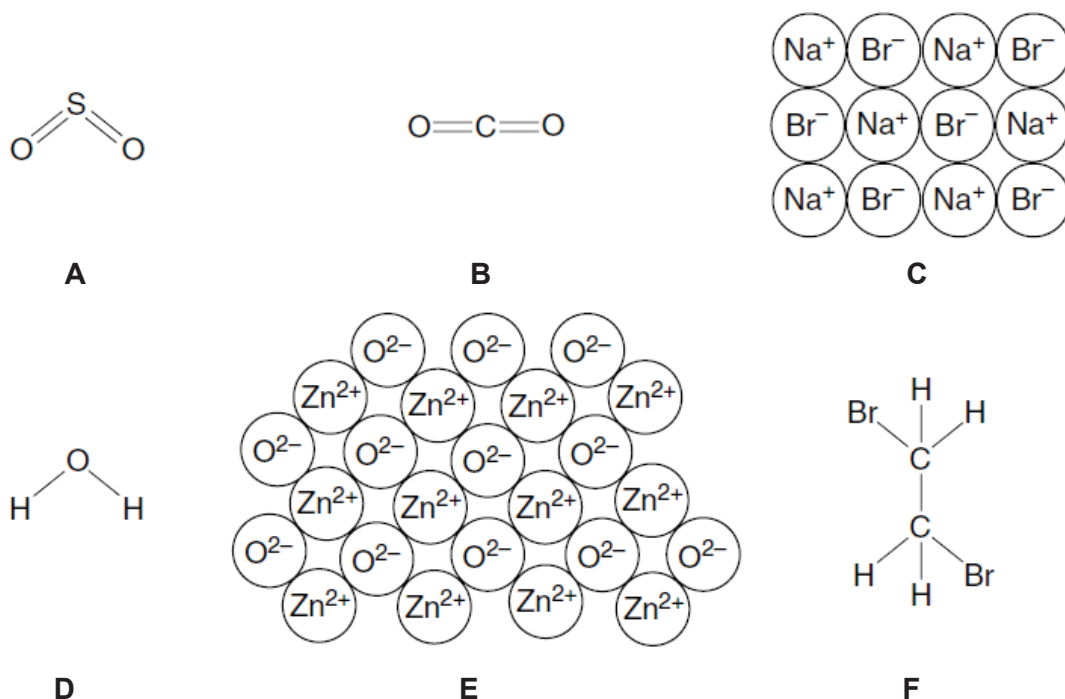 S
O O
A
O=C=O
B
Na⁺ Br⁻ Na⁺ Br⁻
Br⁻ Na⁺ Br⁻ Na⁺
Na⁺ Br⁻ Na⁺ Br⁻
C
O
H H
D
O²⁻ O²⁻ O²⁻
Zn²⁺ Zn²⁺ Zn²⁺ Zn²⁺
O²⁻ O²⁻ O²⁻ O²⁻
Zn²⁺ Zn²⁺ Zn²⁺ Zn²⁺
O²⁻ O²⁻ O²⁻ O²⁻ O²⁻
Zn²⁺ Zn²⁺ Zn²⁺ Zn²⁺
E
H
Br H
C
C
H Br
H
F